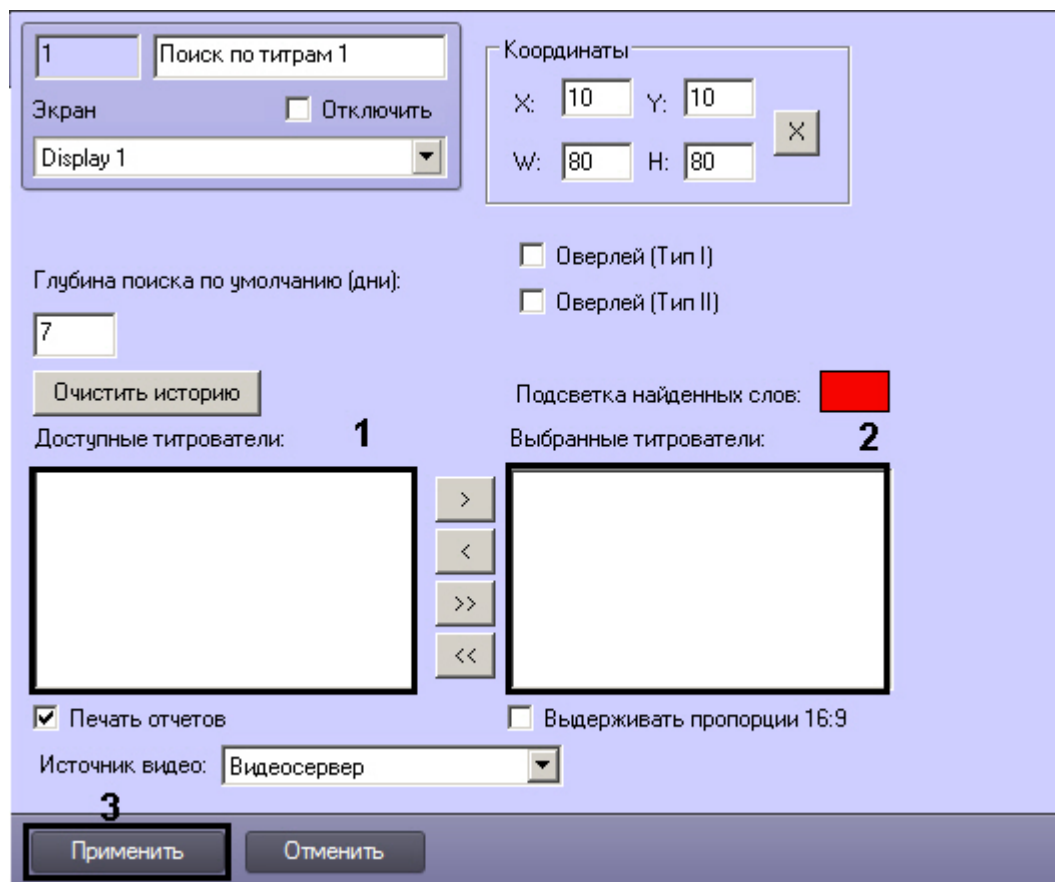 1 Поиск по титрам 1
Экран Отключить
Display 1
Координаты
X: 10 Y: 10
X
W: 80 H: 80
Оверлей (Тип I)
Оверлей (Тип II)
Глубина поиска по умолчанию (дни):
7
Очистить историю
Подсветка найденных слов:
Доступные титрователи: 1
Выбранные титрователи: 2
>
<
>>
<<
Печать отчетов
Выдерживать пропорции 16:9
Источник видео: Видеосервер
3
Применить Отменить